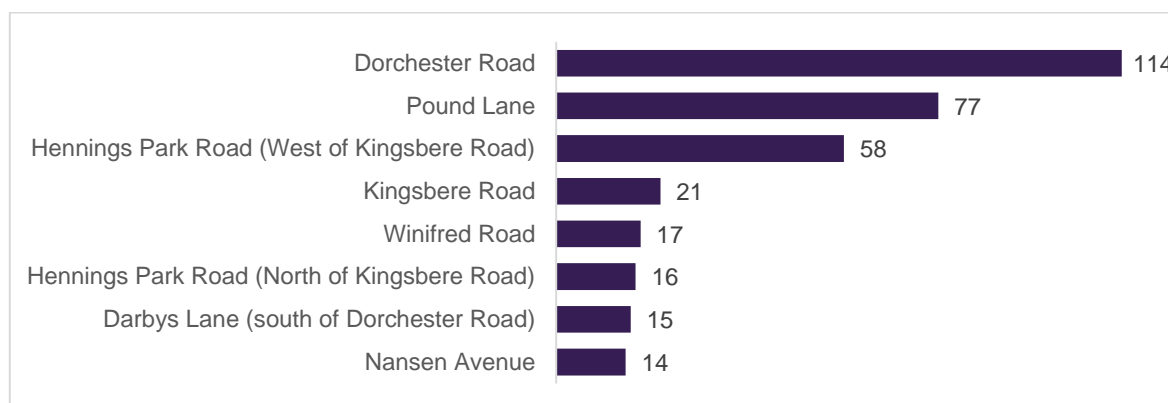 Dorchester Road 114
Pound Lane 77
Hennings Park Road (West of Kingsbere Road) 58
Kingsbere Road 21
Winifred Road 17
Hennings Park Road (North of Kingsbere Road) 16
Darbys Lane (south of Dorchester Road) 15
Nansen Avenue 14